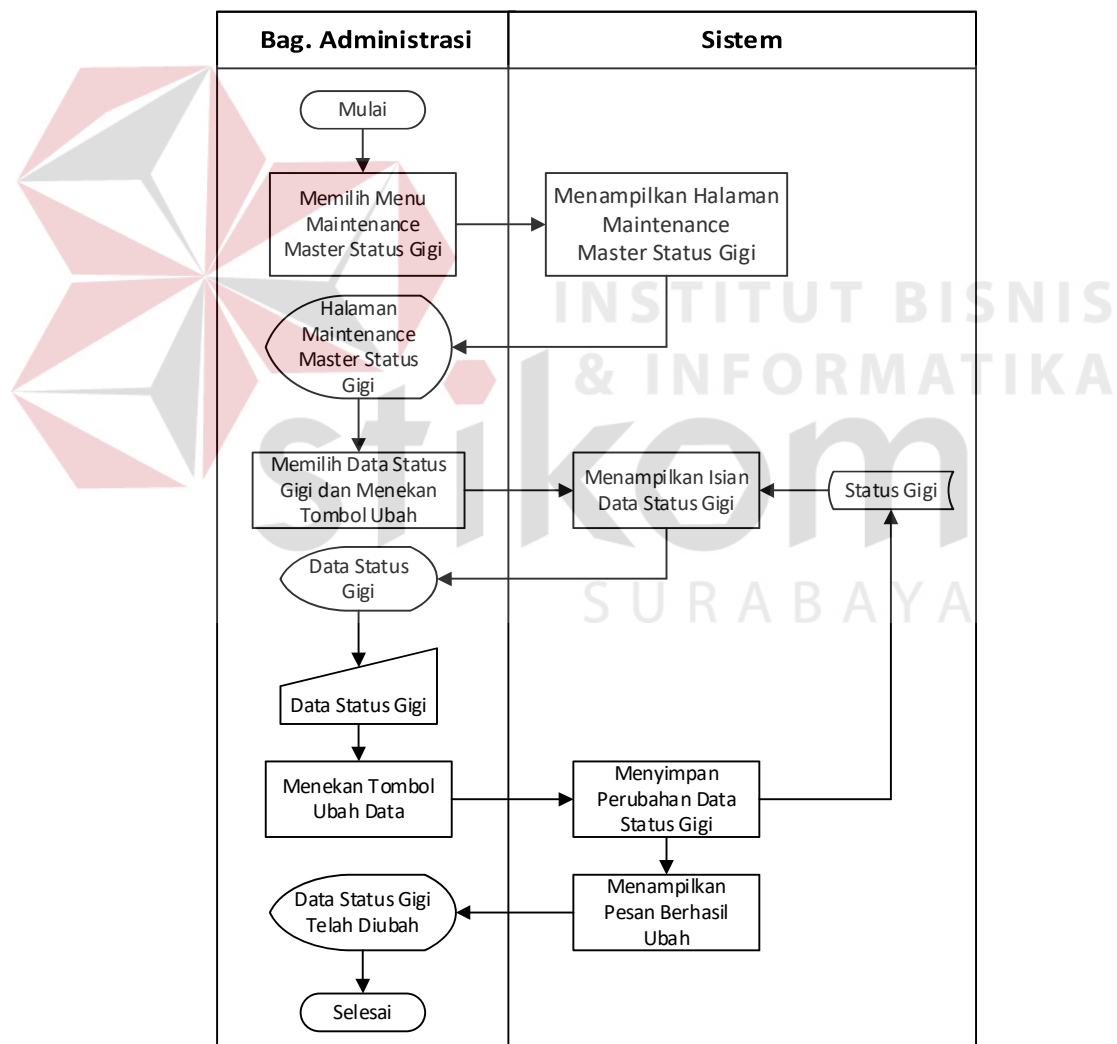 Bag. Administrasi
Sistem
Mulai
Memilih Menu
Maintenance
Master Status Gigi
Menampilkan Halaman
Maintenance
Master Status Gigi
Halaman
Maintenance
Master Status
Gigi
INSTITUT BISNIS
& INFORMATIKA
stikom
SURABAYA
Memilih Data Status
Gigi dan Menekan
Tombol Ubah
Menampilkan Isian
Data Status Gigi
Status Gigi
Data Status
Gigi
Data Status Gigi
Menekan Tombol
Ubah Data
Menyimpan
Perubahan Data
Status Gigi
Menampilkan
Pesan Berhasil
Ubah
Data Status Gigi
Telah Diubah
Selesai